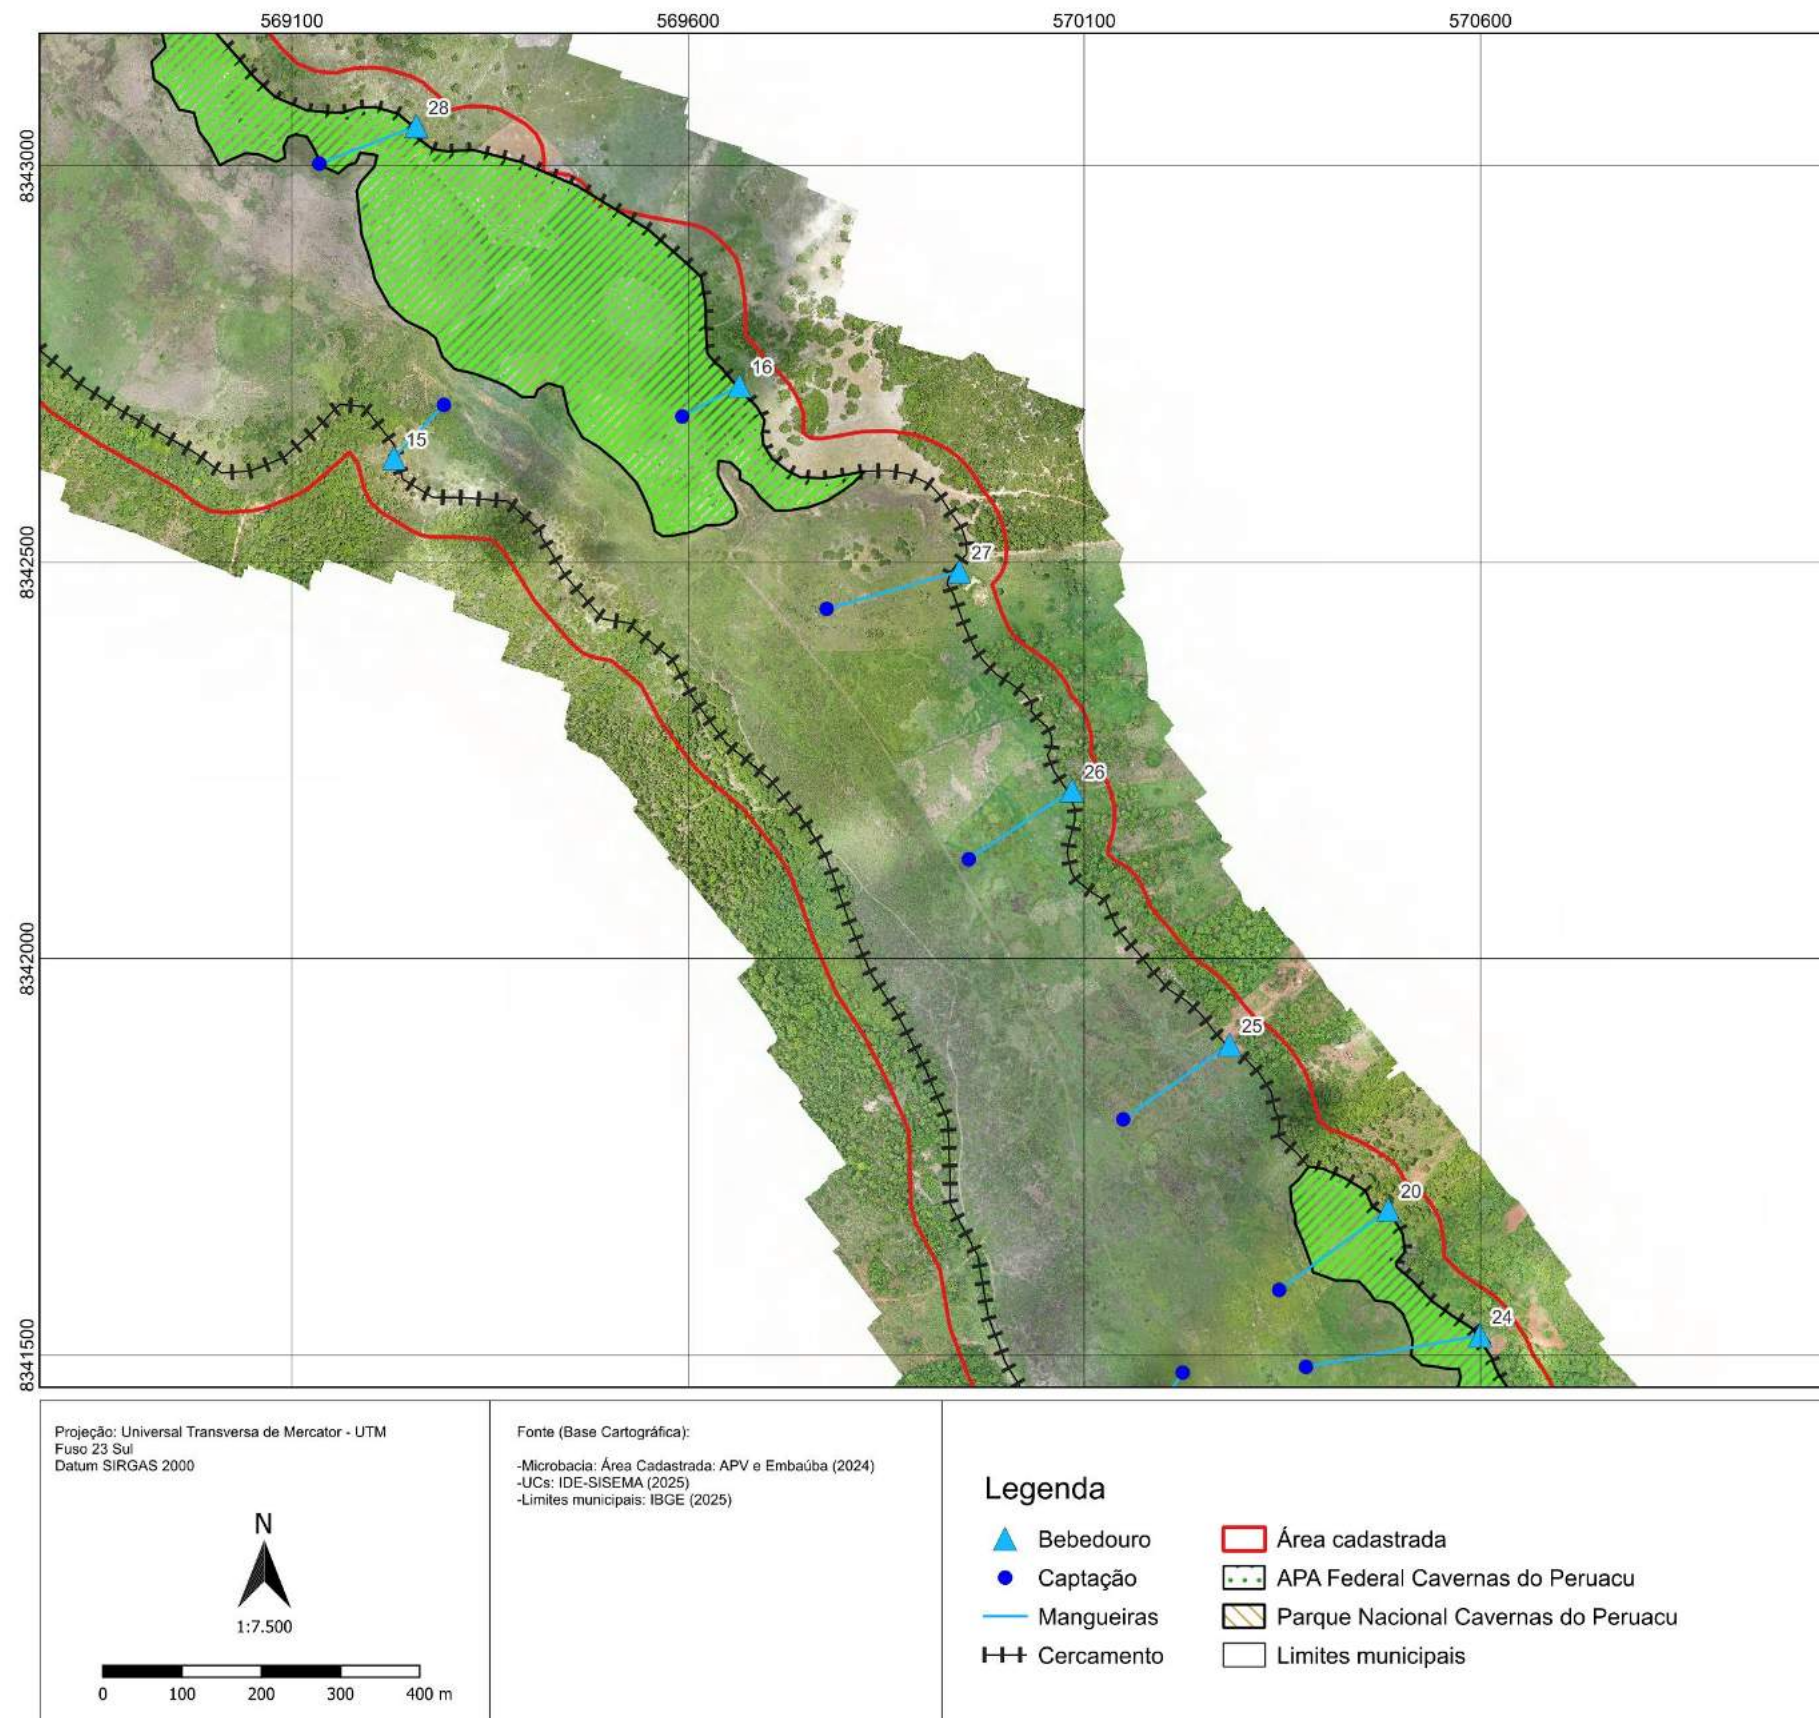 569100
569600
570100
570600
8343000
8342500
8342000
8341500
28
16
15
27
26
25
20
24
Projeção: Universal Transversa de Mercator - UTM
Fuso 23 Sul
Datum SIRGAS 2000
N
1:7.500
0 100 200 300 400 m
Fonte (Base Cartográfica):
-Microbacia: Área Cadastrada: APV e Embaúba (2024)
-UCs: IDE-SISEMA (2025)
-Limites municipais: IBGE (2025)
Legenda
Bebedouro
Captação
Mangueiras
Cercamento
Área cadastrada
APA Federal Cavernas do Peruacu
Parque Nacional Cavernas do Peruacu
Limites municipais